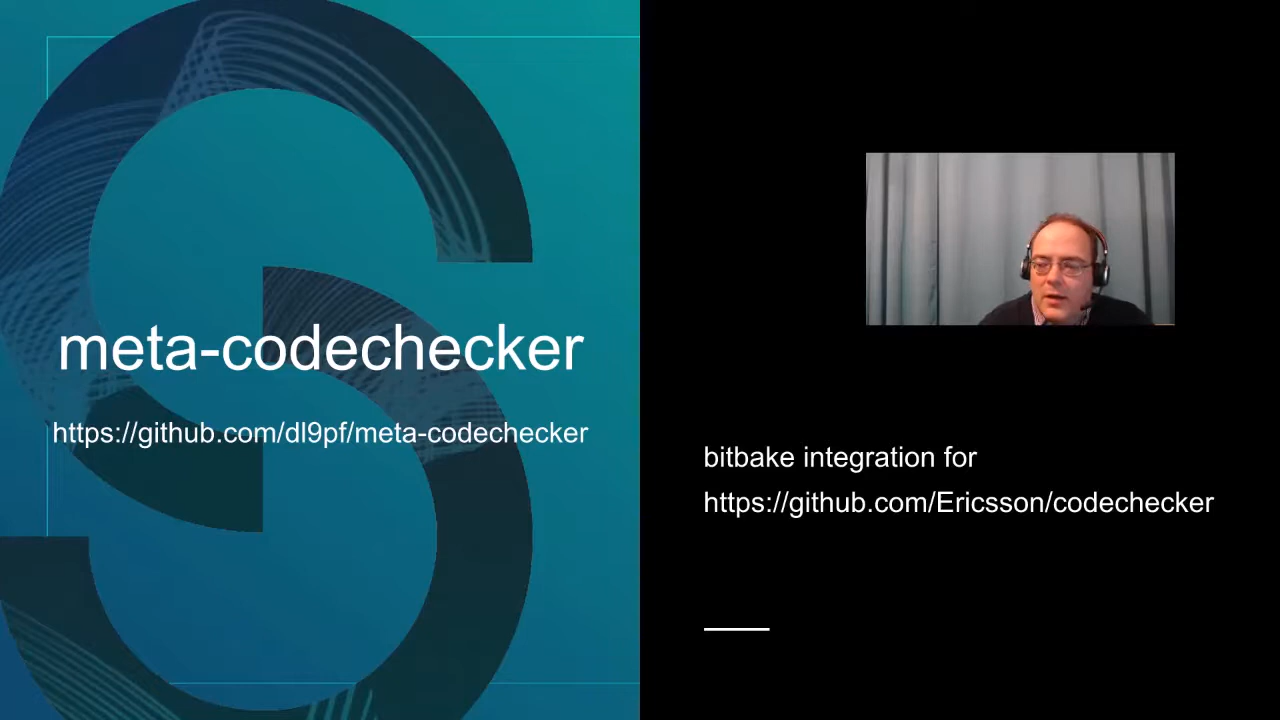 meta-codechecker
https://github.com/dl9pf/meta-codechecker
bitbake integration for
https://github.com/Ericsson/codechecker